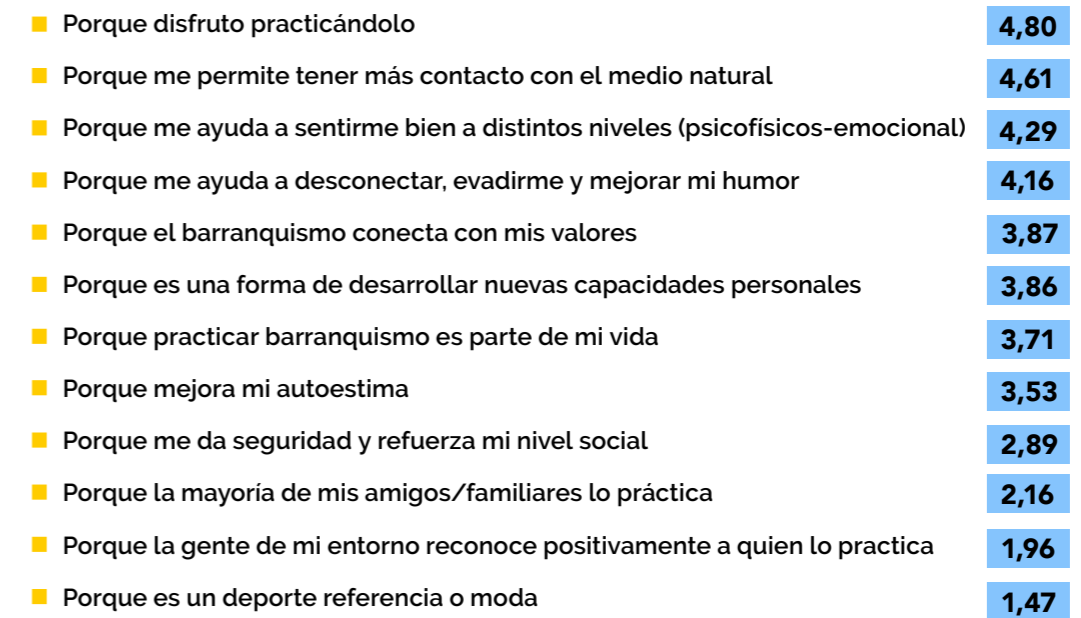 Porque disfruto practicándolo 4,80
Porque me permite tener más contacto con el medio natural 4,61
Porque me ayuda a sentirme bien a distintos niveles (psicofísicos-emocional) 4,29
Porque me ayuda a desconectar, evadirme y mejorar mi humor 4,16
Porque el barranquismo conecta con mis valores 3,87
Porque es una forma de desarrollar nuevas capacidades personales 3,86
Porque practicar barranquismo es parte de mi vida 3,71
Porque mejora mi autoestima 3,53
Porque me da seguridad y refuerza mi nivel social 2,89
Porque la mayoría de mis amigos/familiares lo práctica 2,16
Porque la gente de mi entorno reconoce positivamente a quien lo practica 1,96
Porque es un deporte referencia o moda 1,47